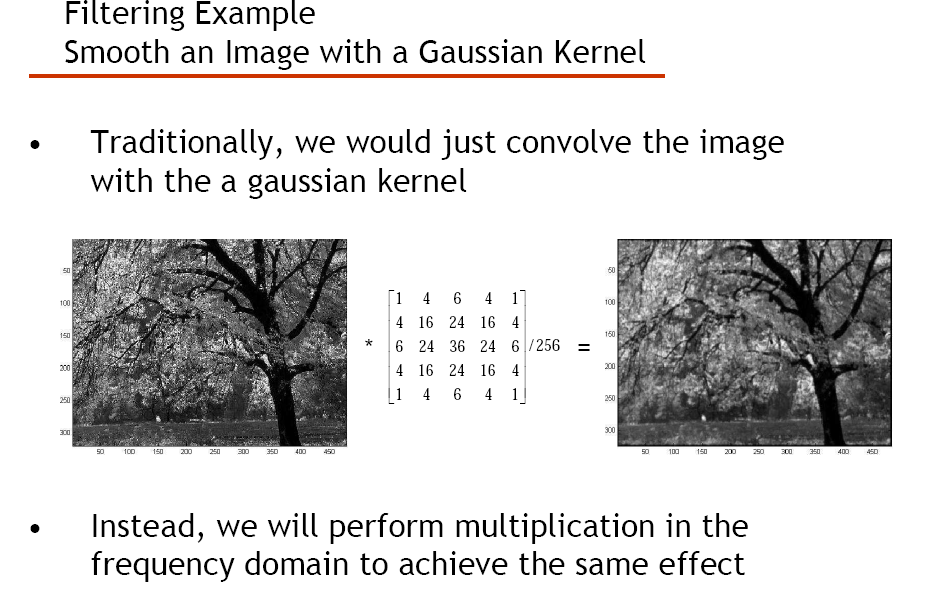 Filtering Example
Smooth an Image with a Gaussian Kernel
• Traditionally, we would just convolve the image
with the a gaussian kernel
50
100
150
200
250
300
50 100 150 200 250 300 350 400 450
*
1 4 6 4 1
4 16 24 16 4
6 24 36 24 6
4 16 24 16 4
1 4 6 4 1
/256
=
50
100
150
200
250
300
50 100 150 200 250 300 350 400 450
• Instead, we will perform multiplication in the
frequency domain to achieve the same effect